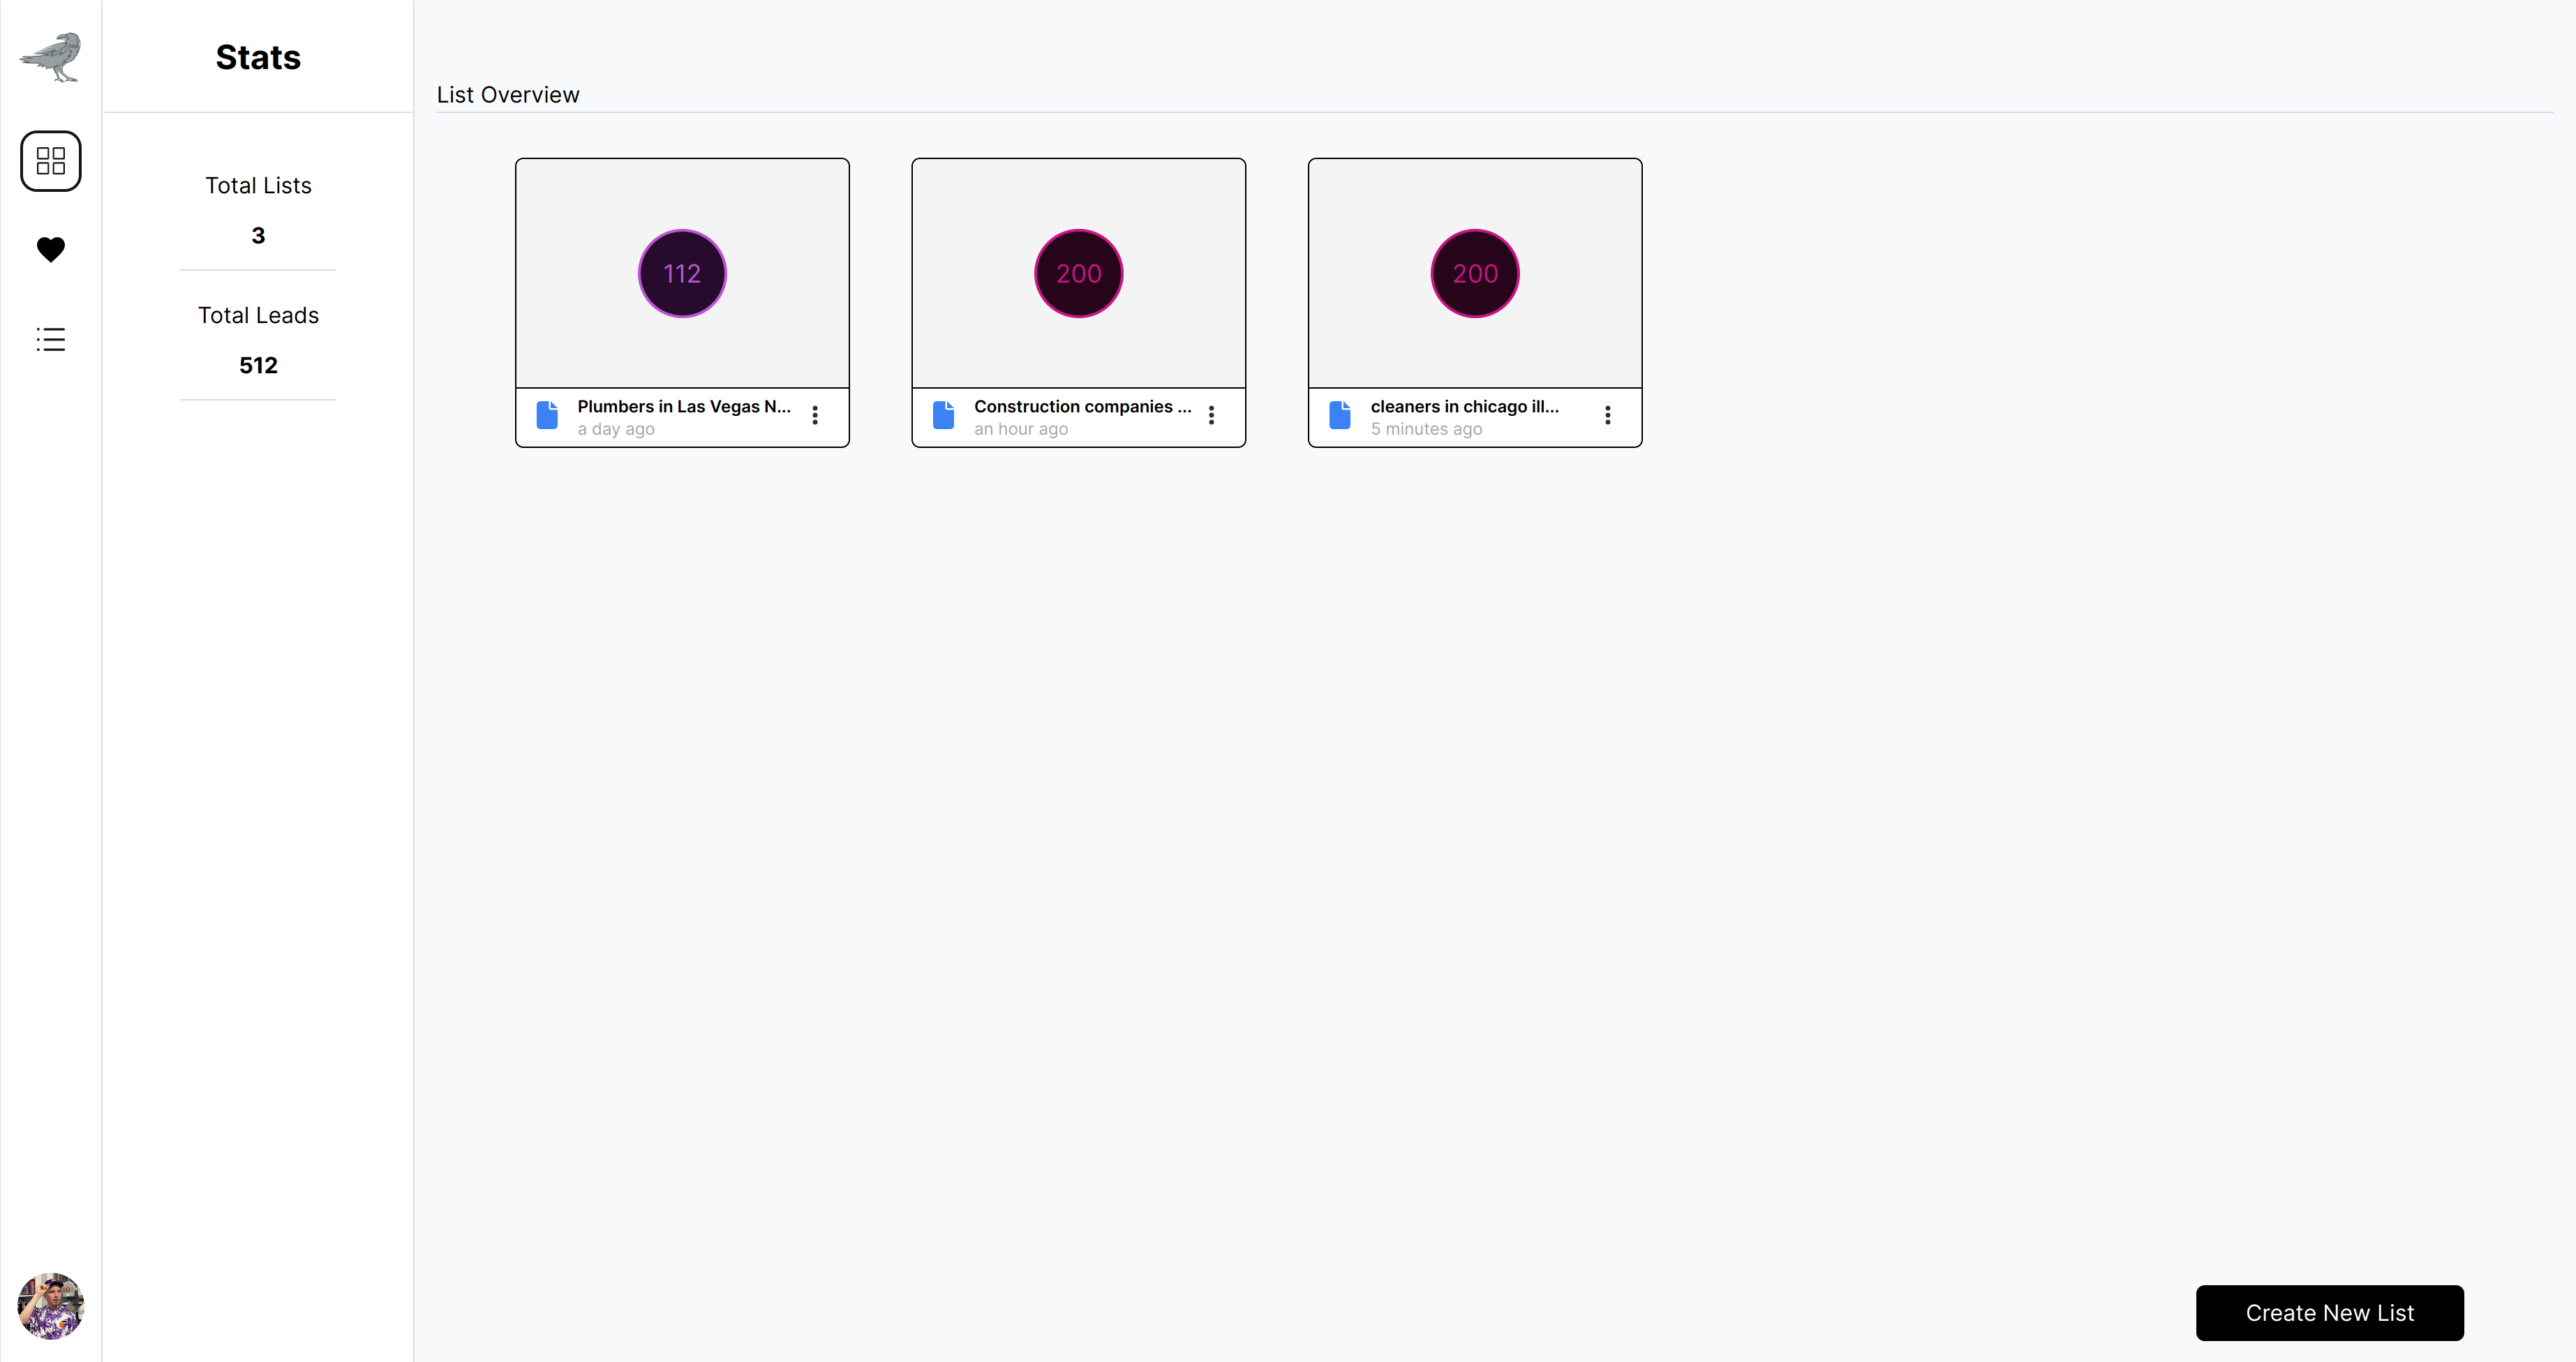 Stats
Total Lists
3
Total Leads
512
List Overview
112
200
200
Plumbers in Las Vegas N...
a day ago
Construction companies ...
an hour ago
cleaners in chicago ill...
5 minutes ago
Create New List